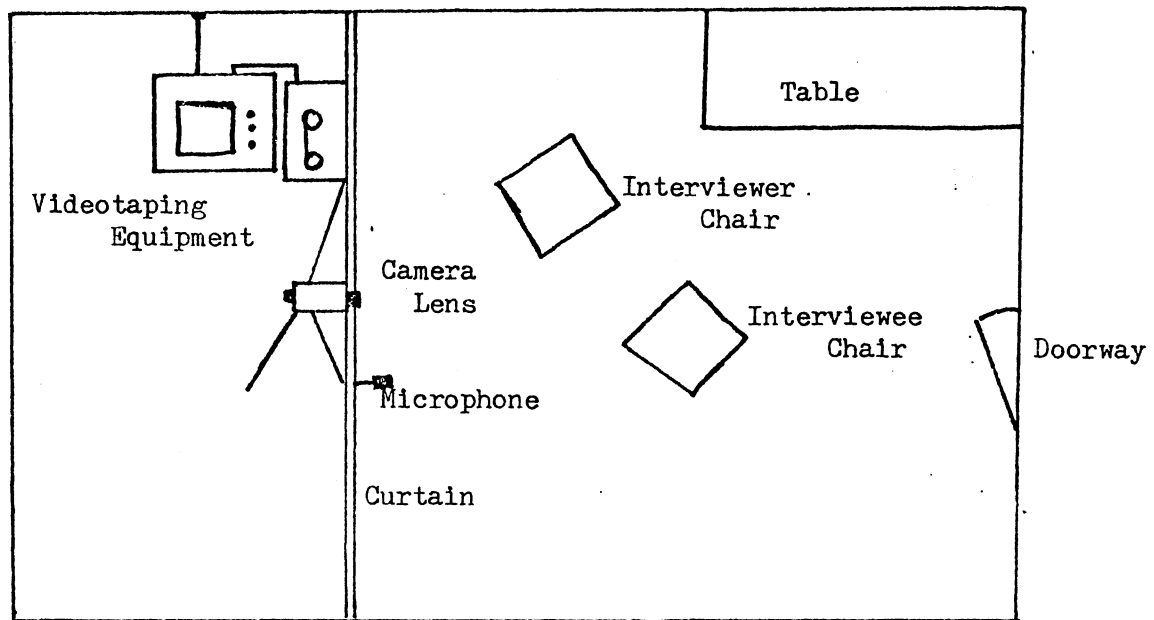 Table
Interviewer
Chair
Videotaping
Equipment
Camera
Lens
Interviewee
Chair
Doorway
Microphone
Curtain